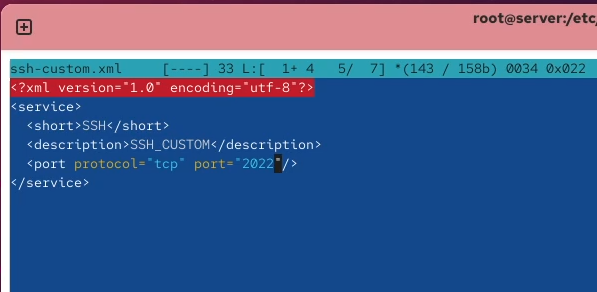 root@server:/etc/
ssh-custom.xml [----] 33 L:[ 1+ 4 5/ 7] *(143 / 158b) 0034 0x022
<?xml version="1.0" encoding="utf-8"?>
<service>
<short>SSH</short>
<description>SSH_CUSTOM</description>
<port protocol="tcp" port="2022"/>
</service>